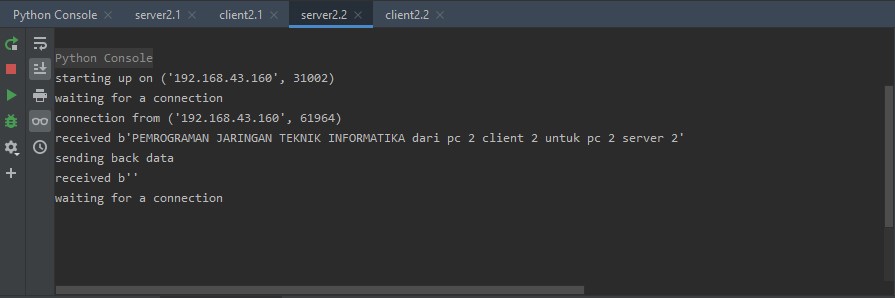 Python Console server2.1 client2.1 server2.2 client2.2
Python Console
starting up on ('192.168.43.160', 31002)
waiting for a connection
connection from ('192.168.43.160', 61964)
received b'PEMROGRAMAN JARINGAN TEKNIK INFORMATIKA dari pc 2 client 2 untuk pc 2 server 2'
sending back data
received b''
waiting for a connection